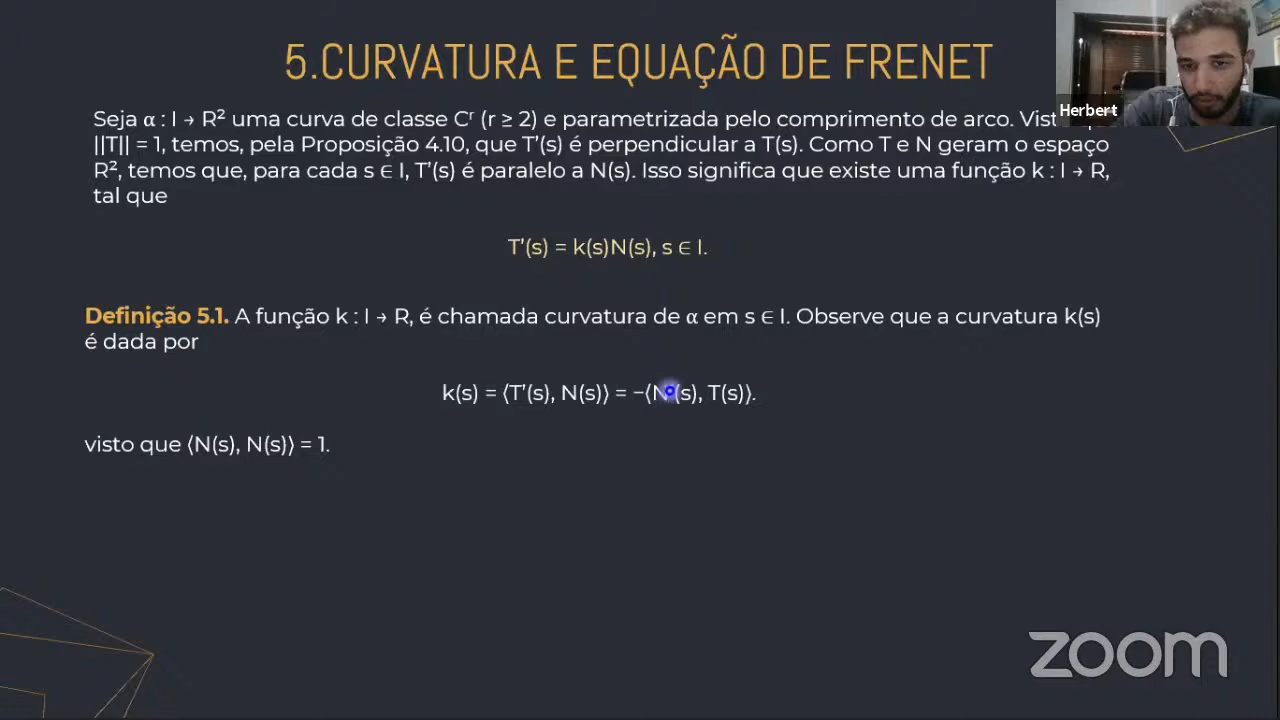 5.CURVATURA E EQUAÇÃO DE FRENET
Herbert
Seja α : I → R² uma curva de classe Cʳ (r ≥ 2) e parametrizada pelo comprimento de arco.
||T|| = 1, temos, pela Proposição 4.10, que T’(s) é perpendicular a T(s). Como T e N geram o espaço
R², temos que, para cada s ∈ I, T’(s) é paralelo a N(s). Isso significa que existe uma função k : I → R,
tal que
T’(s) = k(s)N(s), s ∈ I.
Definição 5.1. A função k : I → R, é chamada curvatura de α em s ∈ I. Observe que a curvatura k(s)
é dada por
k(s) = ⟨T’(s), N(s)⟩ = −⟨N’(s), T(s)⟩.
visto que ⟨N(s), N(s)⟩ = 1.
zoom